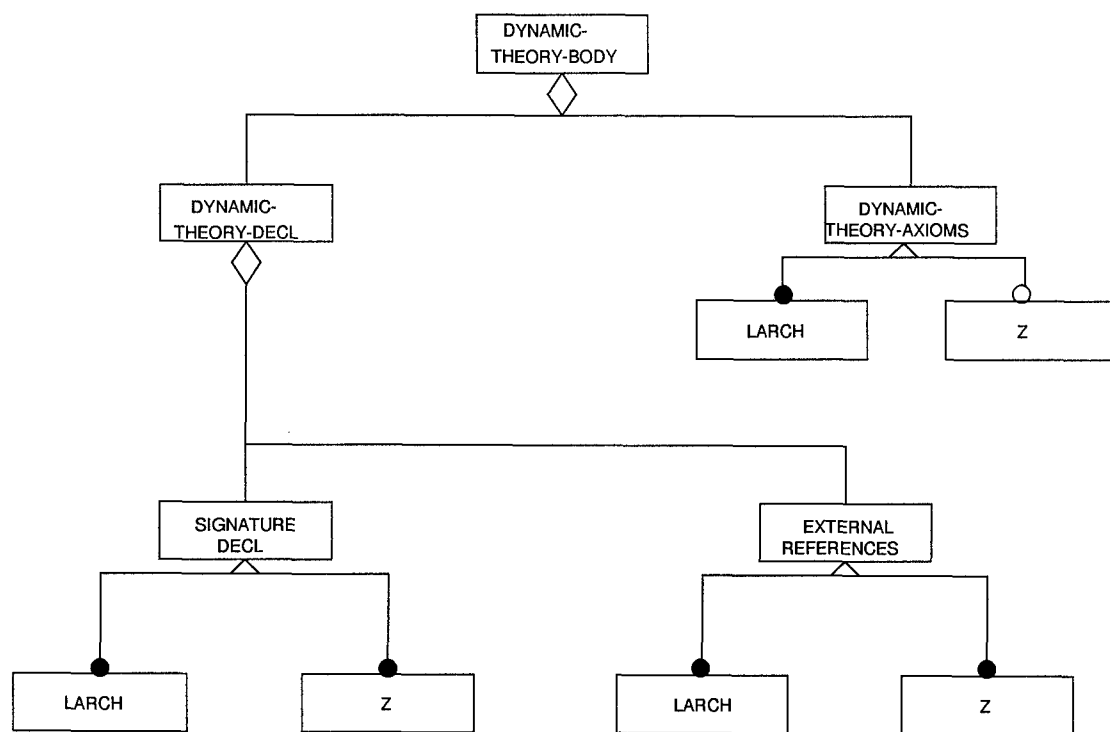 DYNAMIC-
THEORY-BODY
DYNAMIC-
THEORY-DECL
DYNAMIC-
THEORY-AXIOMS
LARCH
Z
SIGNATURE
DECL
EXTERNAL
REFERENCES
LARCH
Z
LARCH
Z